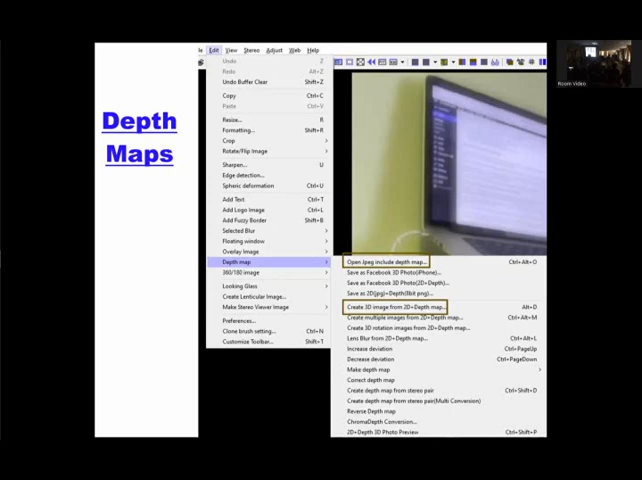 Depth
Maps
Edit View Stereo Adjust Web Help
Undo Z
Redo Alt+Z
Undo Buffer Clear Shift+Z
Copy Ctrl+C
Paste Ctrl+V
Resize... R
Formatting... Shift+R
Crop
Rotate/Flip Image
Sharpen... U
Edge detection...
Spheric deformation Ctrl+U
Add Text Ctrl+T
Add Logo Image Ctrl+L
Add Fuzzy Border Shift+B
Selected Blur
Floating window
Overlay Image
Depth map
360/180 image
Looking Glass
Create Lenticular Image...
Make Stereo Viewer Image
Preferences
Clone brush setting... Ctrl+N
Customize Toolbar... Shift+T
Open Jpeg include depth map... Ctrl+Alt+D
Save as Facebook 3D Photo(iPhone)...
Save as Facebook 3D Photo(2D+Depth)...
Save as 2D(jpg)+Depth(8bit png)...
Create 3D image from 2D+Depth map... Alt+D
Create multiple images from 2D+Depth map... Ctrl+Alt+M
Create 3D rotation images from 2D+Depth map...
Lens Blur from 2D+Depth map... Ctrl+Alt+L
Increase deviation Ctrl+PageUp
Decrease deviation Ctrl+PageDown
Make depth map
Correct depth map
Create depth map from stereo pair Ctrl+Shift+D
Create depth map from stereo pair(Multi Conversion)
Reverse Depth map
ChromaDepth Conversion...
2D+Depth 3D Photo Preview Ctrl+Shift+P
Room Video